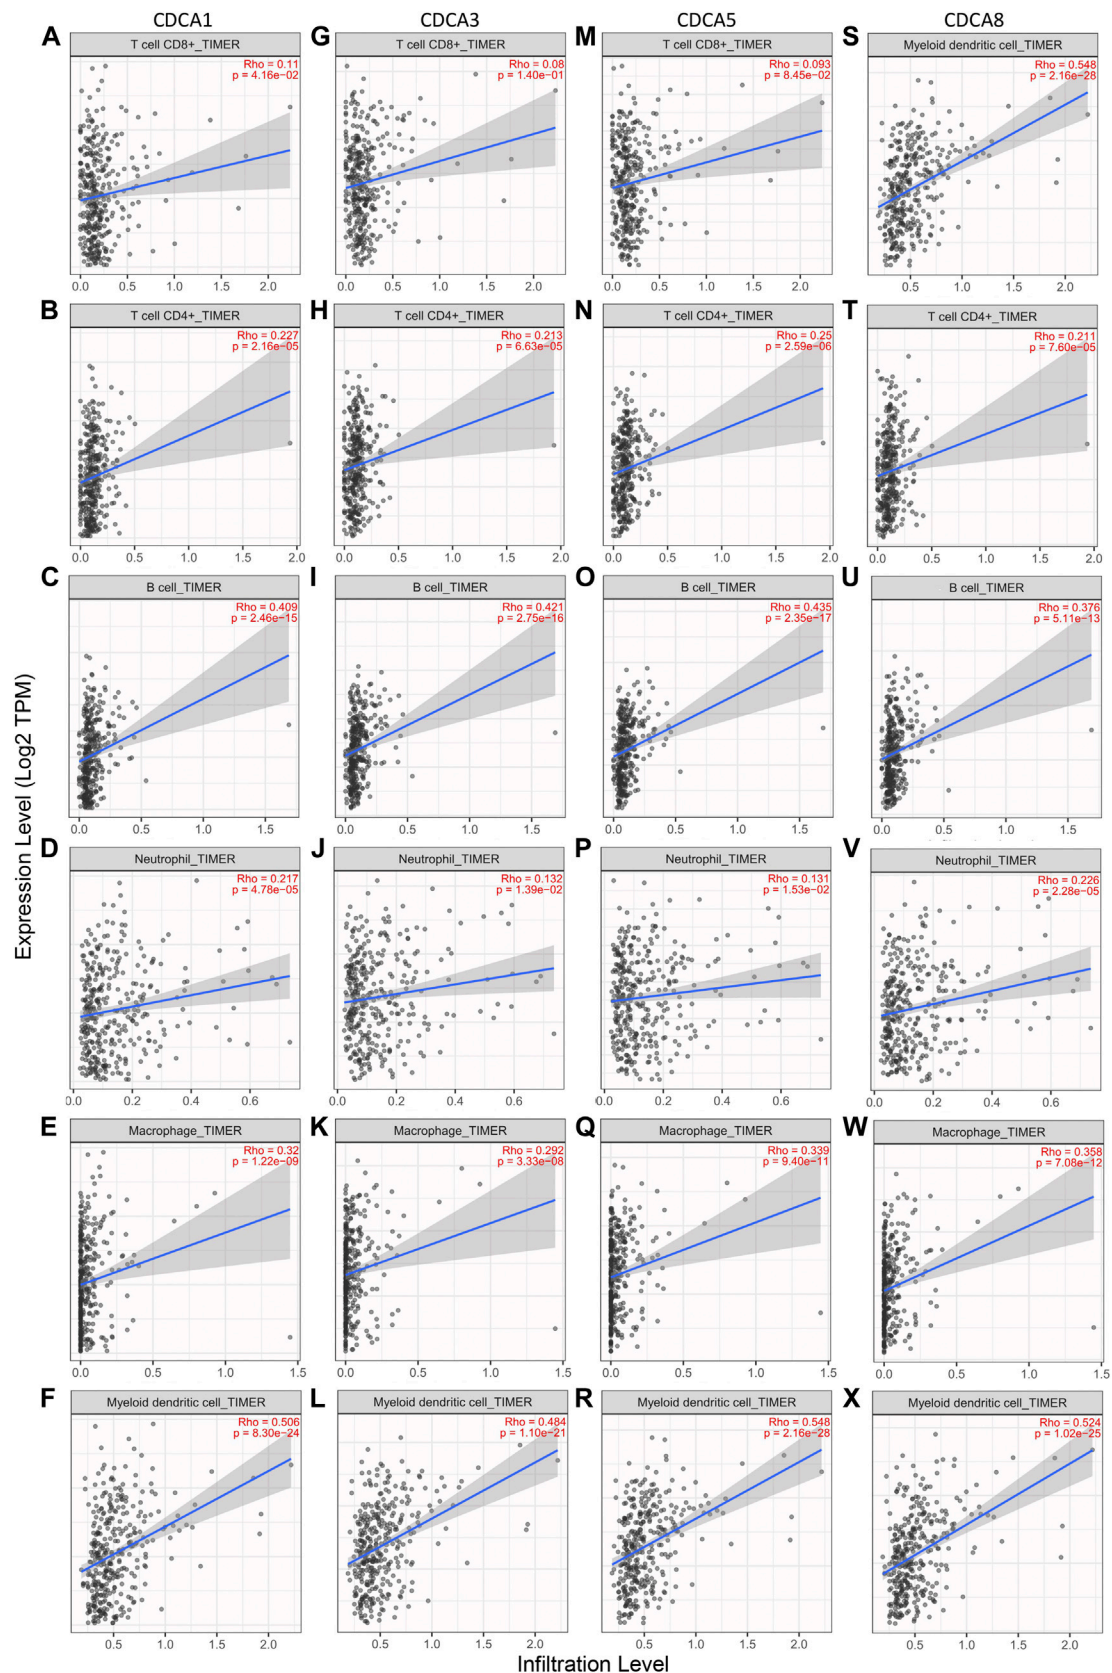 CDCA1 CDCA3 CDCA5 CDCA8
A G M S
T cell CD8+_TIMER T cell CD8+_TIMER T cell CD8+_TIMER Myeloid dendritic cell_TIMER
Rho = 0.11 Rho = 0.08 Rho = 0.093 Rho = 0.548
p = 4.16e−02 p = 1.40e−01 p = 8.45e−02 p = 2.16e−28
0.0 0.5 1.0 1.5 2.0 0.0 0.5 1.0 1.5 2.0 0.0 0.5 1.0 1.5 2.0 0.5 1.0 1.5 2.0
B H N T
T cell CD4+_TIMER T cell CD4+_TIMER T cell CD4+_TIMER T cell CD4+_TIMER
Rho = 0.227 Rho = 0.213 Rho = 0.25 Rho = 0.211
p = 2.16e−05 p = 6.63e−05 p = 2.59e−06 p = 7.60e−05
0.0 0.5 1.0 1.5 2.0 0.0 0.5 1.0 1.5 2.0 0.0 0.5 1.0 1.5 2.0 0.0 0.5 1.0 1.5 2.0
C I O U
B cell_TIMER B cell_TIMER B cell_TIMER B cell_TIMER
Rho = 0.409 Rho = 0.421 Rho = 0.435 Rho = 0.376
p = 2.46e−15 p = 2.75e−16 p = 2.35e−17 p = 5.11e−13
0.0 0.5 1.0 1.5 0.0 0.5 1.0 1.5 0.0 0.5 1.0 1.5 0.0 0.5 1.0 1.5
D J P V
Neutrophil_TIMER Neutrophil_TIMER Neutrophil_TIMER Neutrophil_TIMER
Rho = 0.217 Rho = 0.132 Rho = 0.131 Rho = 0.226
p = 4.78e−05 p = 1.39e−02 p = 1.53e−02 p = 2.28e−05
0.0 0.2 0.4 0.6 0.0 0.2 0.4 0.6 0.0 0.2 0.4 0.6 0.0 0.2 0.4 0.6
E K Q W
Macrophage_TIMER Macrophage_TIMER Macrophage_TIMER Macrophage_TIMER
Rho = 0.32 Rho = 0.292 Rho = 0.339 Rho = 0.358
p = 1.22e−09 p = 3.33e−08 p = 9.40e−11 p = 7.08e−12
0.0 0.5 1.0 1.5 0.0 0.5 1.0 1.5 0.0 0.5 1.0 1.5 0.0 0.5 1.0 1.5
F L R X
Myeloid dendritic cell_TIMER Myeloid dendritic cell_TIMER Myeloid dendritic cell_TIMER Myeloid dendritic cell_TIMER
Rho = 0.506 Rho = 0.484 Rho = 0.548 Rho = 0.524
p = 8.30e−24 p = 1.10e−21 p = 2.16e−28 p = 1.02e−25
0.5 1.0 1.5 2.0 0.5 1.0 1.5 2.0 0.5 1.0 1.5 2.0 0.5 1.0 1.5 2.0
Expression Level (Log2 TPM)
Infiltration Level